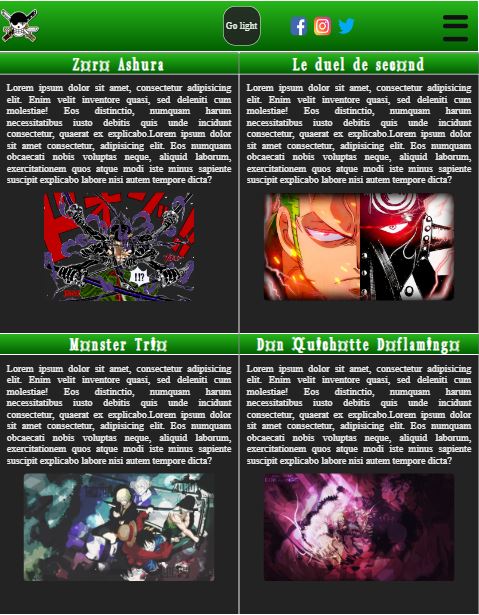 Go light
Zoro Ashura
Lorem ipsum dolor sit amet, consectetur adipisicing
elit. Enim velit inventore quasi, sed deleniti cum
molestiae! Eos distinctio, numquam harum
necessitatibus iusto debitis quis unde incidunt
consectetur, quaerat ex explicabo.Lorem ipsum dolor
sit amet consectetur, adipisicing elit. Eos numquam
obcaecati nobis voluptas neque, aliquid laborum,
exercitationem quos atque modi iste minus sapiente
suscipit explicabo labore nisi autem tempore dicta?
!!?
Le duel de second
Lorem ipsum dolor sit amet, consectetur adipisicing
elit. Enim velit inventore quasi, sed deleniti cum
molestiae! Eos distinctio, numquam harum
necessitatibus iusto debitis quis unde incidunt
consectetur, quaerat ex explicabo.Lorem ipsum dolor
sit amet consectetur, adipisicing elit. Eos numquam
obcaecati nobis voluptas neque, aliquid laborum,
exercitationem quos atque modi iste minus sapiente
suscipit explicabo labore nisi autem tempore dicta?
Monster Trio
Lorem ipsum dolor sit amet, consectetur adipisicing
elit. Enim velit inventore quasi, sed deleniti cum
molestiae! Eos distinctio, numquam harum
necessitatibus iusto debitis quis unde incidunt
consectetur, quaerat ex explicabo.Lorem ipsum dolor
sit amet consectetur, adipisicing elit. Eos numquam
obcaecati nobis voluptas neque, aliquid laborum,
exercitationem quos atque modi iste minus sapiente
suscipit explicabo labore nisi autem tempore dicta?
Don Quichotte Doflamingo
Lorem ipsum dolor sit amet, consectetur adipisicing
elit. Enim velit inventore quasi, sed deleniti cum
molestiae! Eos distinctio, numquam harum
necessitatibus iusto debitis quis unde incidunt
consectetur, quaerat ex explicabo.Lorem ipsum dolor
sit amet consectetur, adipisicing elit. Eos numquam
obcaecati nobis voluptas neque, aliquid laborum,
exercitationem quos atque modi iste minus sapiente
suscipit explicabo labore nisi autem tempore dicta?